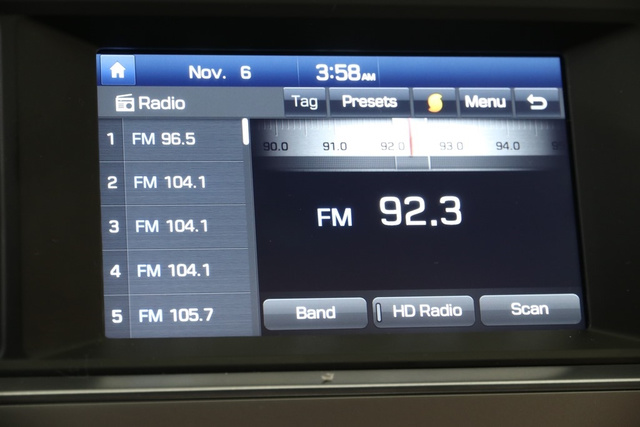 Nov. 6 3:58AM
Radio Tag Presets Menu
1 FM 96.5
2 FM 104.1
3 FM 104.1
4 FM 104.1
5 FM 105.7
90.0 91.0 92.0 93.0 94.0
FM 92.3
Band HD Radio Scan